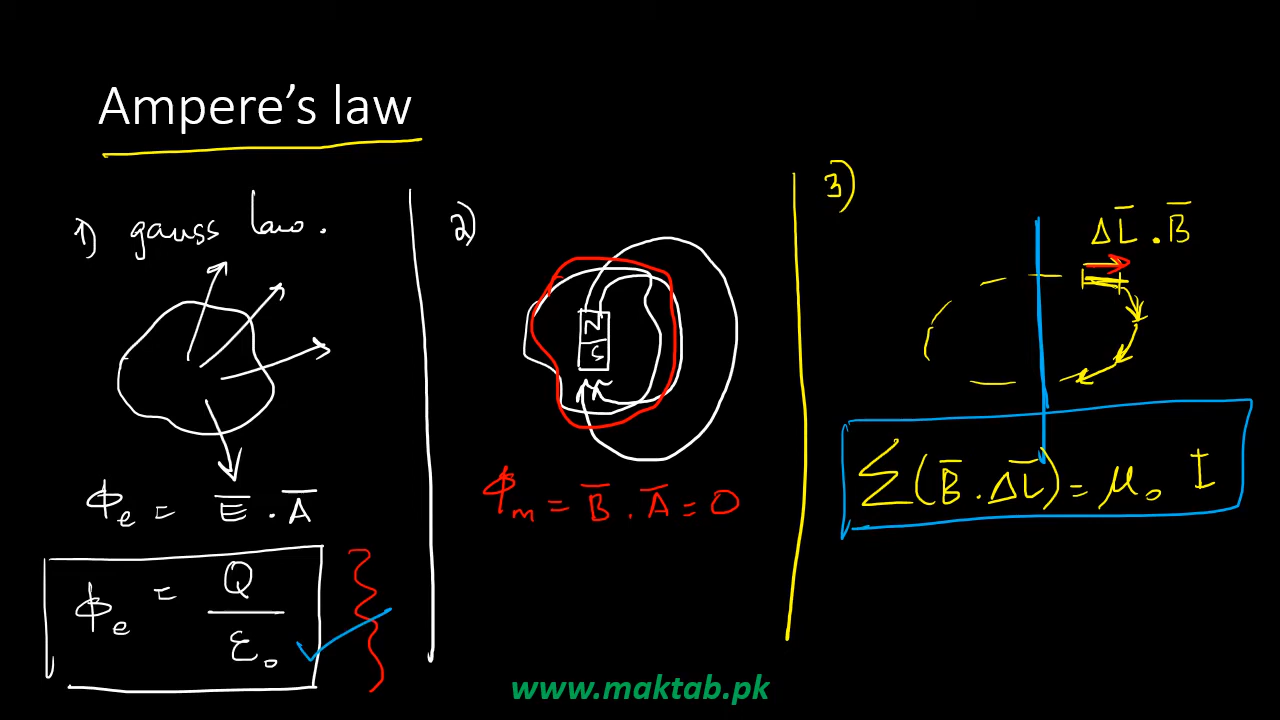 Ampere's law
1) gauss law.
Φe = E̅ . A̅
Φe = Q/ε₀
2)
N
S
Φm = B̅ . A̅ = 0
3)
ΔL̅ . B̅
∑(B̅ . ΔL̅) = μ₀ I
www.maktab.pk